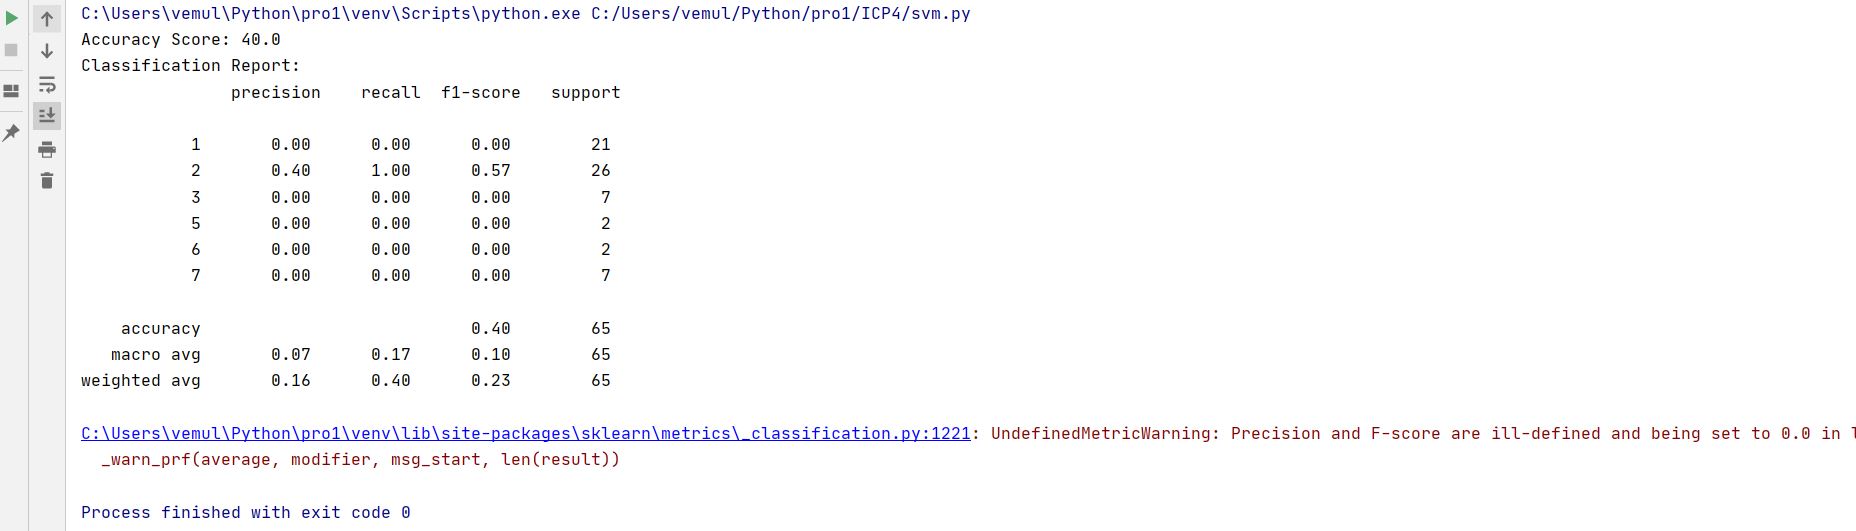 C:\Users\vemul\Python\pro1\venv\Scripts\python.exe C:/Users/vemul/Python/pro1/ICP4/svm.py
Accuracy Score: 40.0
Classification Report:
precision recall f1-score support
1 0.00 0.00 0.00 21
2 0.40 1.00 0.57 26
3 0.00 0.00 0.00 7
5 0.00 0.00 0.00 2
6 0.00 0.00 0.00 2
7 0.00 0.00 0.00 7
accuracy 0.40 65
macro avg 0.07 0.17 0.10 65
weighted avg 0.16 0.40 0.23 65
C:\Users\vemul\Python\pro1\venv\lib\site-packages\sklearn\metrics\_classification.py:1221: UndefinedMetricWarning: Precision and F-score are ill-defined and being set to 0.0 in
_warn_prf(average, modifier, msg_start, len(result))
Process finished with exit code 0